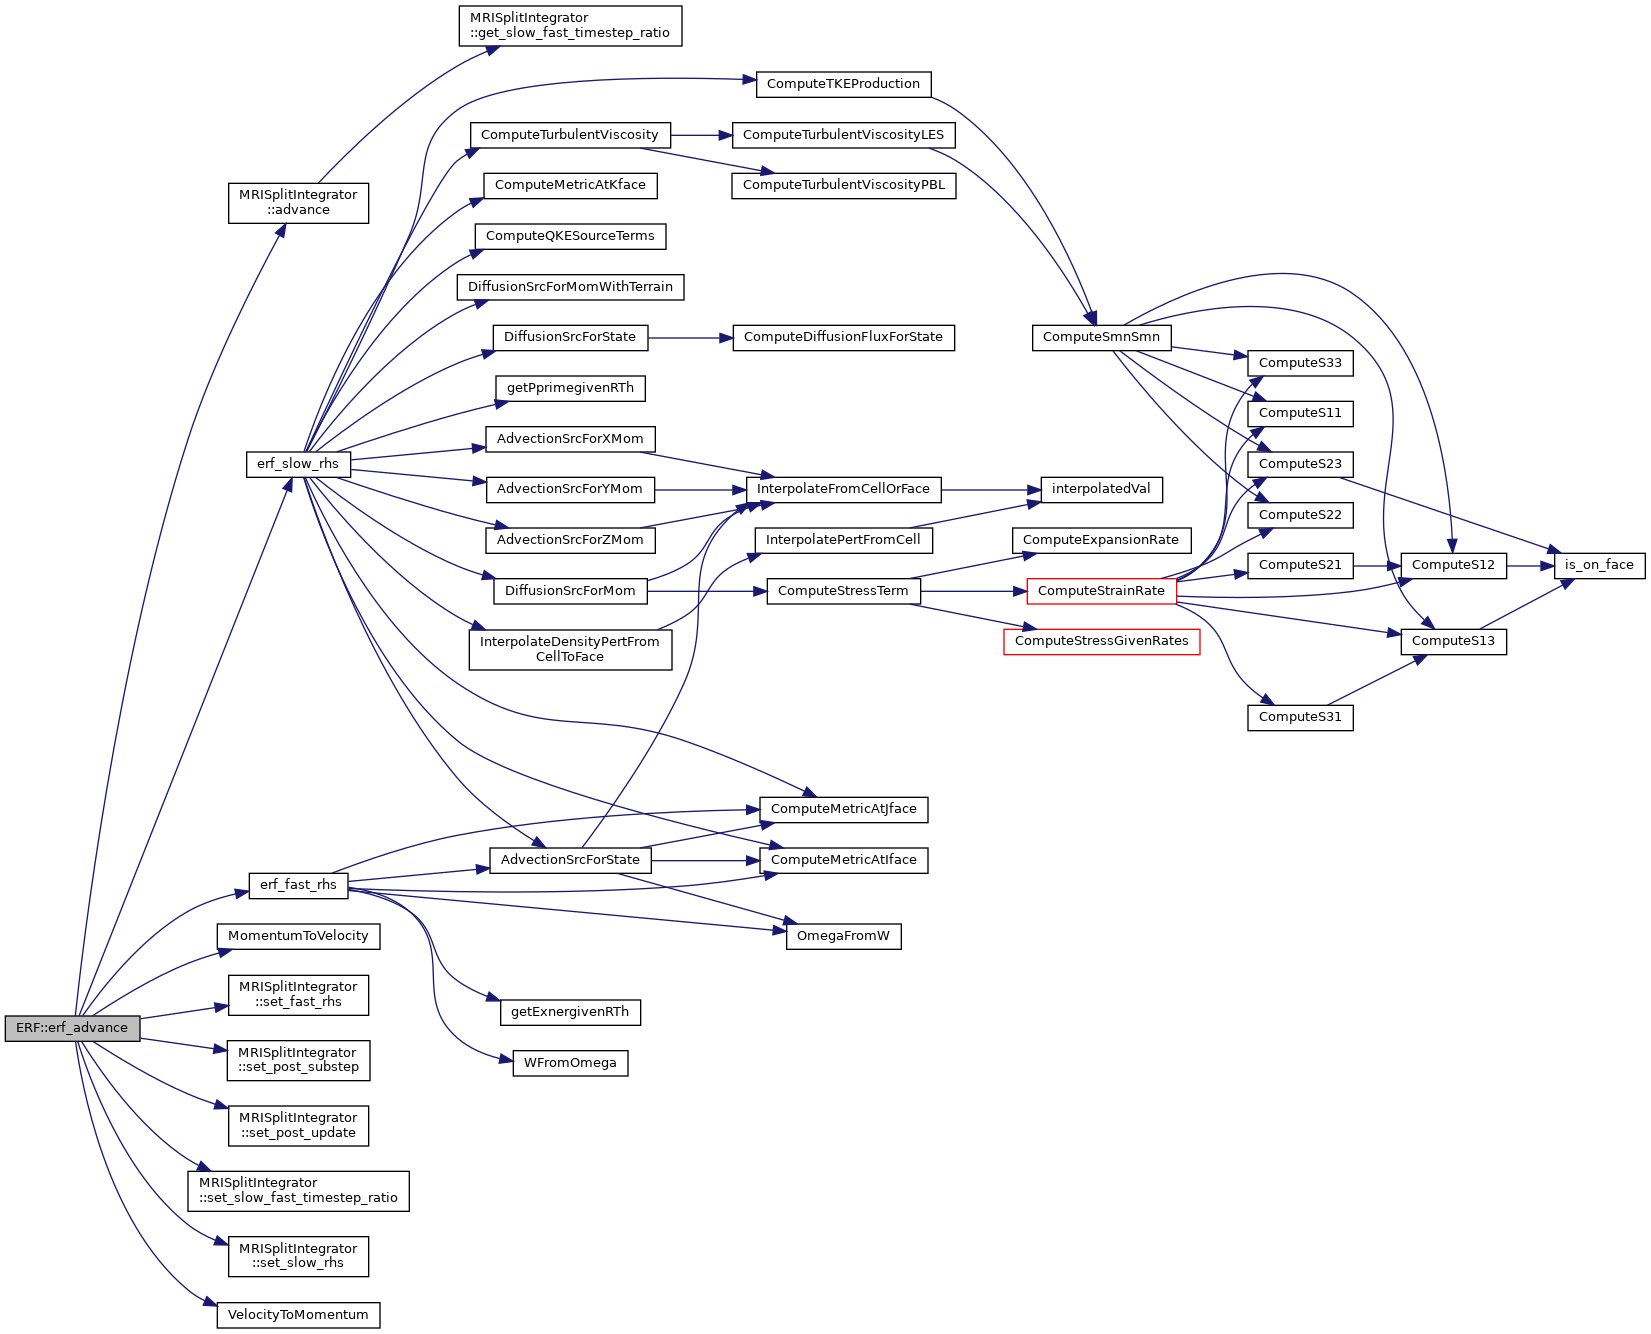 MRISplitIntegrator
::get_slow_fast_timestep_ratio
ComputeTKEProduction
ComputeTurbulentViscosity
ComputeTurbulentViscosityLES
MRISplitIntegrator
::advance
ComputeMetricAtKface
ComputeTurbulentViscosityPBL
ComputeQKESourceTerms
DiffusionSrcForMomWithTerrain
DiffusionSrcForState
ComputeDiffusionFluxForState
ComputeSmnSmn
ComputeS33
getPprimegivenRTh
ComputeS11
AdvectionSrcForXMom
erf_slow_rhs
ComputeS23
AdvectionSrcForYMom
InterpolateFromCellOrFace
interpolatedVal
ComputeS22
AdvectionSrcForZMom
InterpolatePertFromCell
ComputeExpansionRate
ComputeS21
ComputeS12
is_on_face
DiffusionSrcForMom
ComputeStressTerm
ComputeStrainRate
InterpolateDensityPertFrom
CellToFace
ComputeStressGivenRates
ComputeS13
ComputeS31
ComputeMetricAtJface
AdvectionSrcForState
ComputeMetricAtIface
erf_fast_rhs
MomentumToVelocity
OmegaFromW
MRISplitIntegrator
::set_fast_rhs
getExnergivenRTh
ERF::erf_advance
MRISplitIntegrator
::set_post_substep
WFromOmega
MRISplitIntegrator
::set_post_update
MRISplitIntegrator
::set_slow_fast_timestep_ratio
MRISplitIntegrator
::set_slow_rhs
VelocityToMomentum